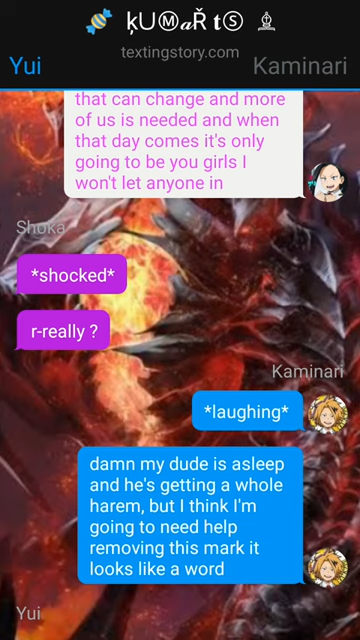 🍬 ķU🅜𝓪Ř 𝐭Ⓢ ♗
textingstory.com
Yui
Kaminari
that can change and more
of us is needed and when
that day comes it's only
going to be you girls I
won't let anyone in
Shoka
*shocked*
r-really ?
Kaminari
*laughing*
damn my dude is asleep
and he's getting a whole
harem, but I think I'm
going to need help
removing this mark it
looks like a word
Yui